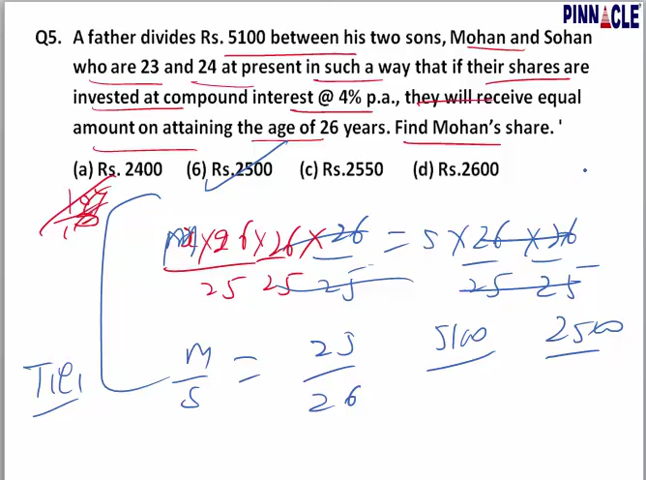 PINNACLE
Q5. A father divides Rs. 5100 between his two sons, Mohan and Sohan
who are 23 and 24 at present in such a way that if their shares are
invested at compound interest @ 4% p.a., they will receive equal
amount on attaining the age of 26 years. Find Mohan's share. '
(a) Rs. 2400 (6) Rs.2500 (c) Rs.2550 (d) Rs.2600
× 26 × 26 × 26 = S × 26 × 26
25 25 25 25 25
M = 25 5100 2500
S 26